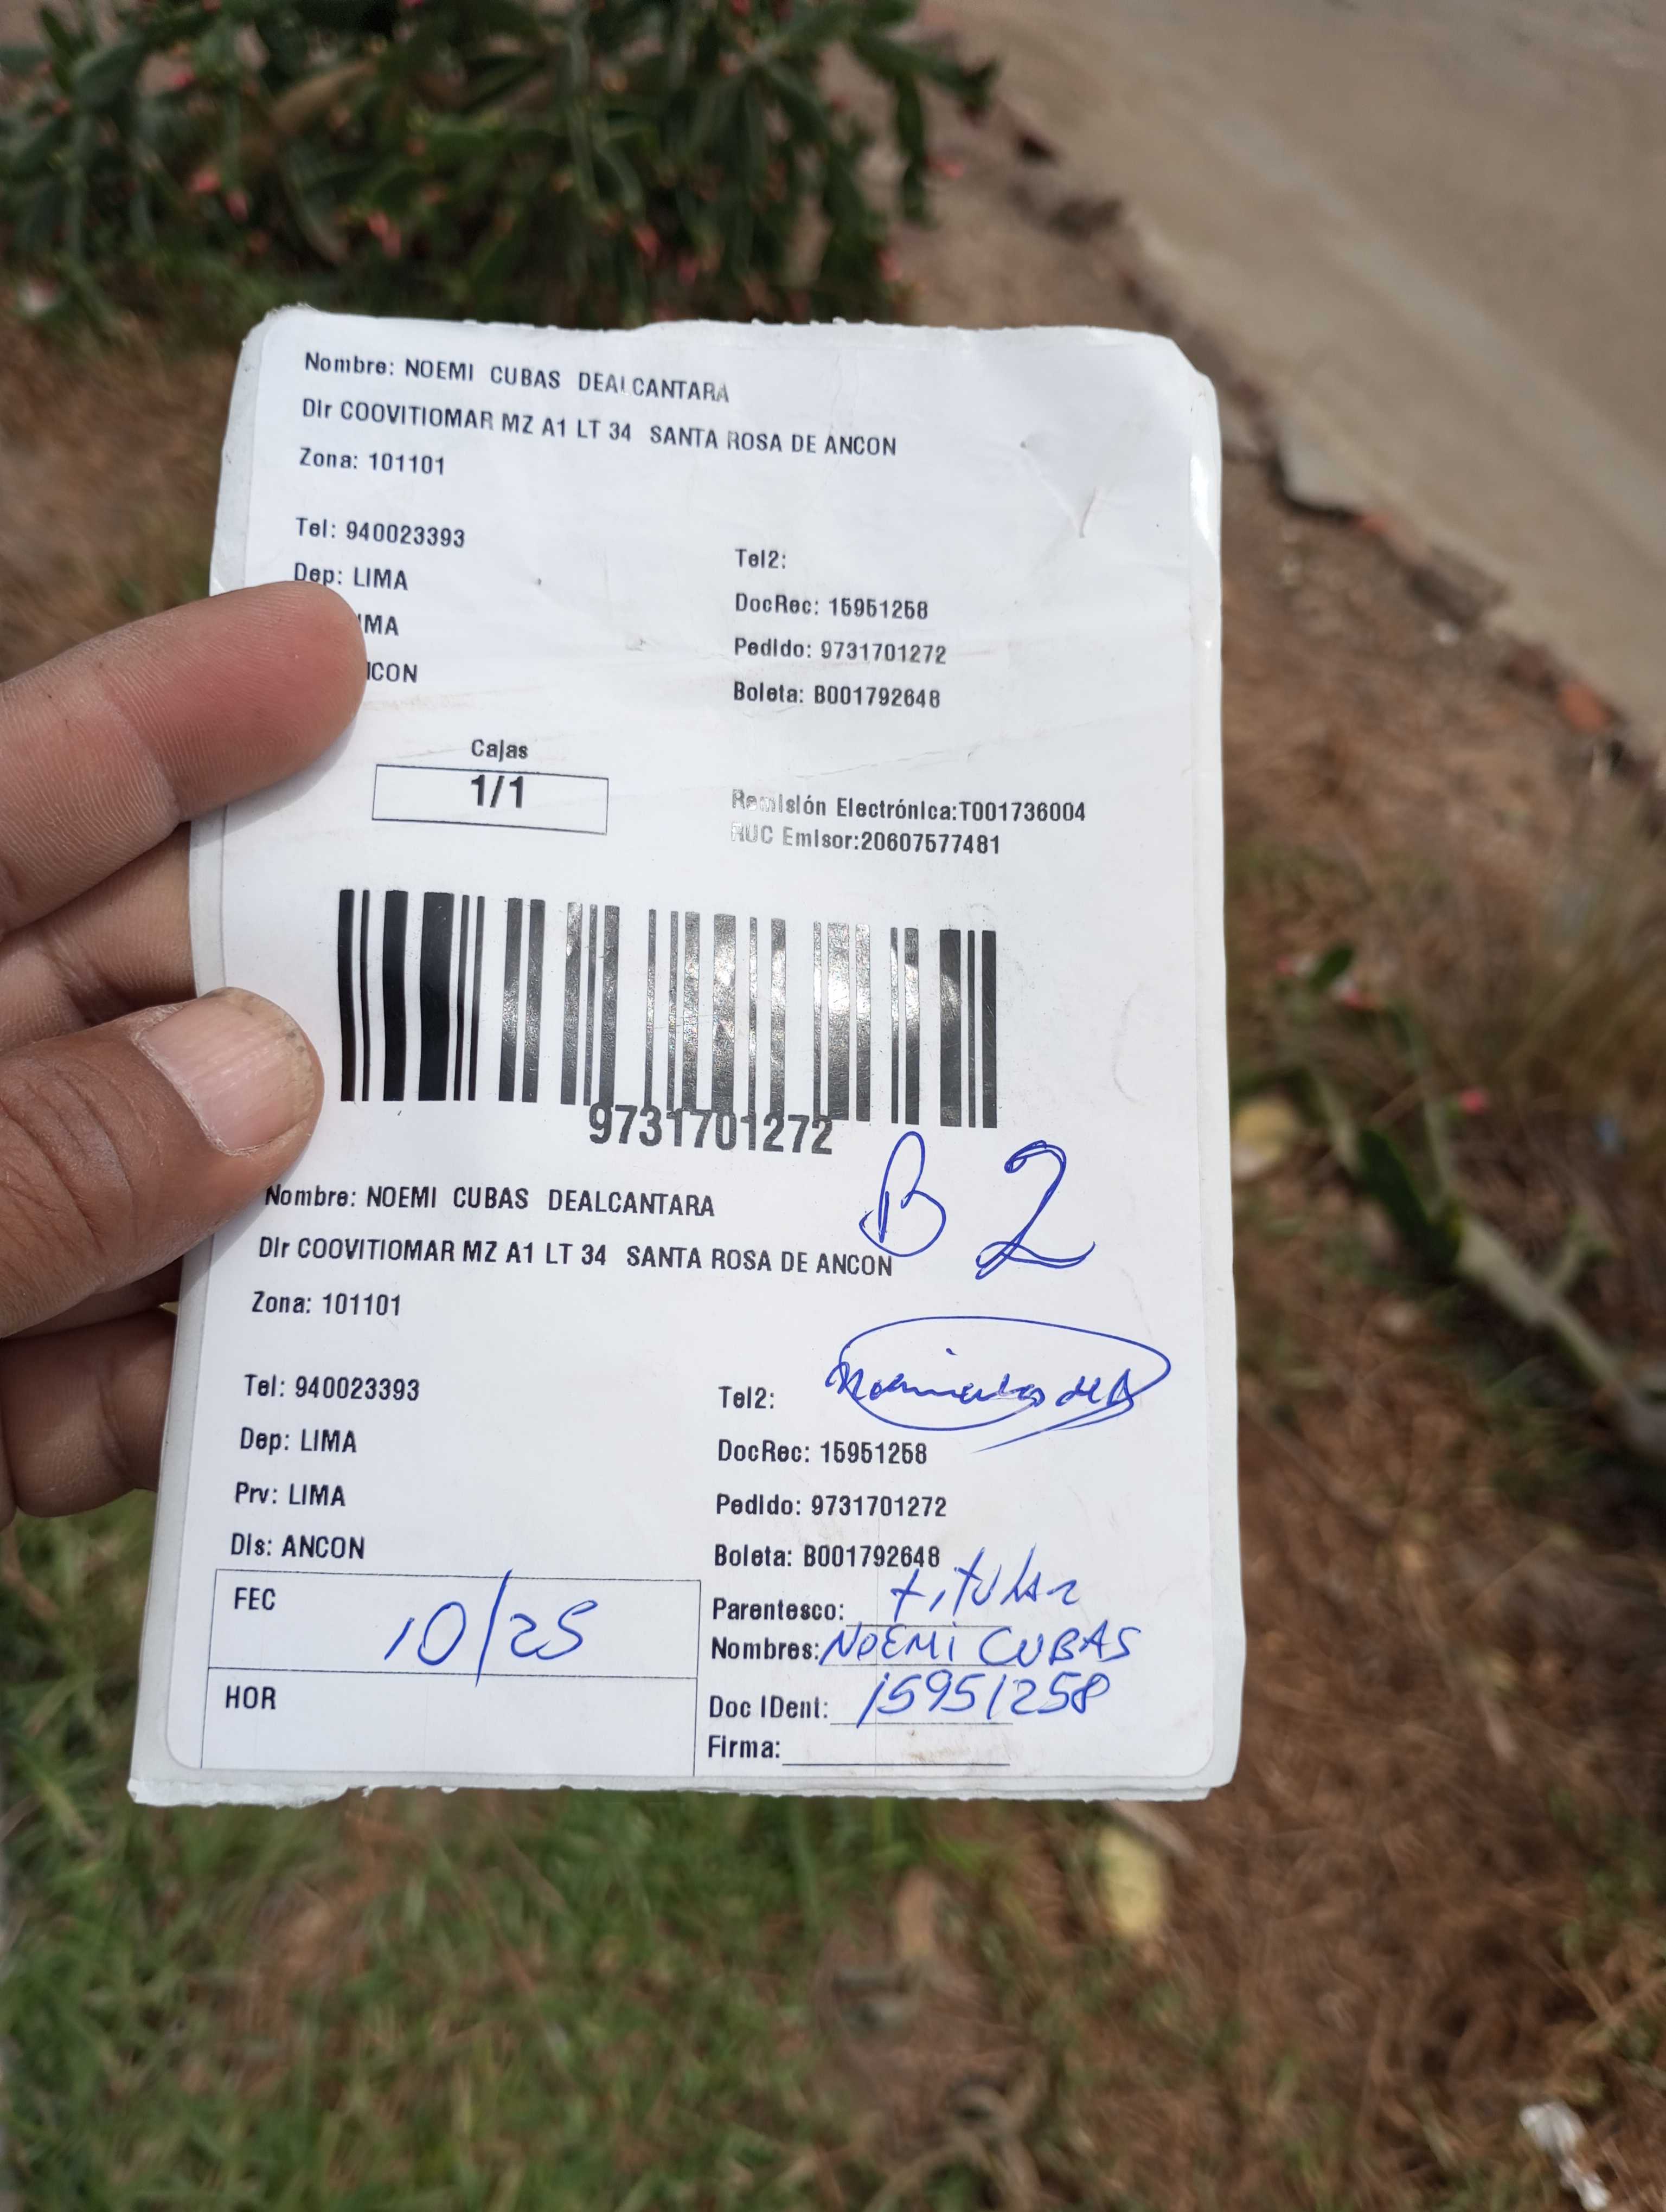 Nombre: NOEMI CUBAS DEALCANTARA
Dir COOVITIOMAR MZ A1 LT 34 SANTA ROSA DE ANCON
Zona: 101101
Tel: 940023393
Tel2:
Dep: LIMA
DocRec: 15951258
IMA
Pedido: 9731701272
ICON
Boleta: B001792648
Cajas
1/1
Remisión Electrónica:T001736004
RUC Emisor:20607577481
9731701272
B 2
Nombre: NOEMI CUBAS DEALCANTARA
Dir COOVITIOMAR MZ A1 LT 34 SANTA ROSA DE ANCON
Zona: 101101
Tel: 940023393
Tel2:
Dep: LIMA
DocRec: 15951258
Prv: LIMA
Pedido: 9731701272
Dis: ANCON
Boleta: B001792648
FEC 10/25
Parentesco: titular
Nombres: NOEMI CUBAS
HOR
Doc IDent: 15951258
Firma: